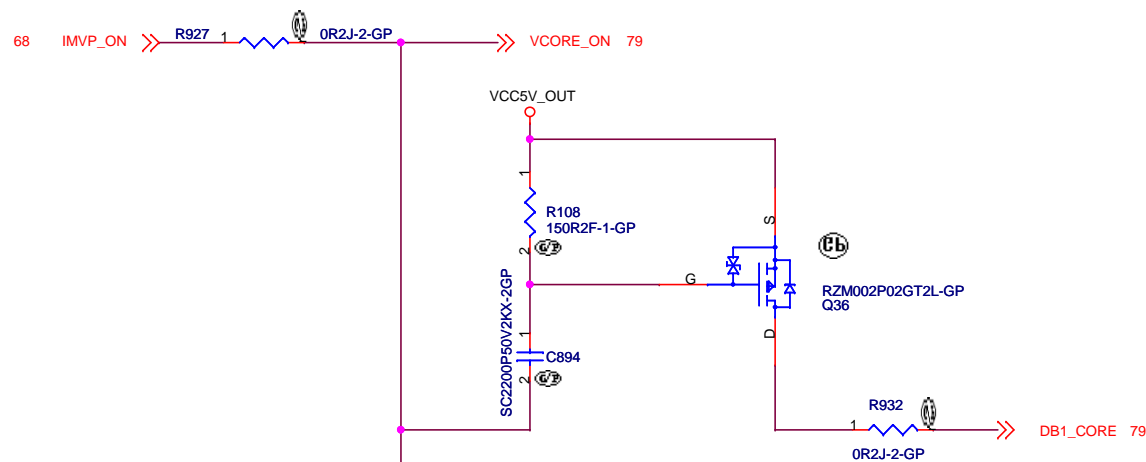 68 IMVP_ON R927 1 0R2J-2-GP VCORE_ON 79
VCC5V_OUT
1
R108
150R2F-1-GP
2 G/P
S
Cb
G
RZM002P02GT2L-GP
Q36
D
SC2200P50V2KX-2GP
1
C894
2 G/P
R932
1
0R2J-2-GP
DB1_CORE 79